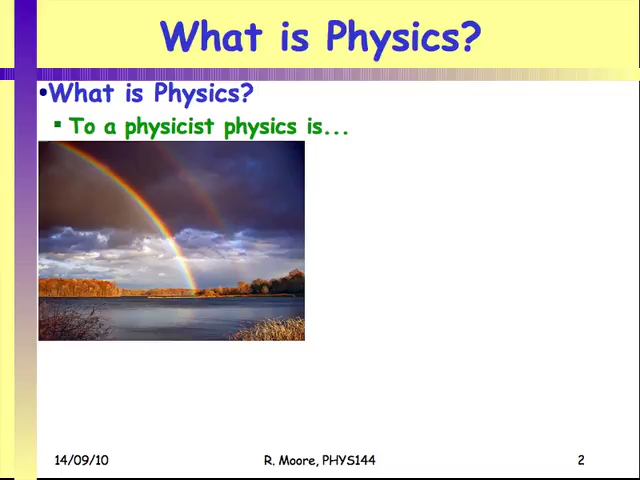 What is Physics?
•What is Physics?
▪ To a physicist physics is...
14/09/10
R. Moore, PHYS144
2